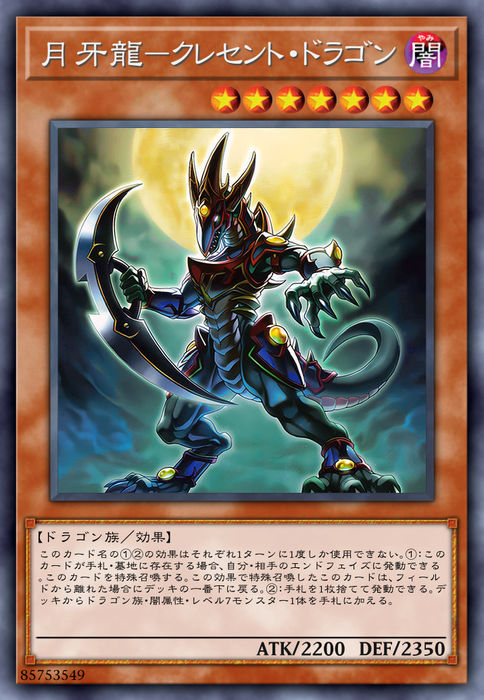 月牙龍－クレセント・ドラゴン
やみ
闇
【ドラゴン族／効果】
このカード名の①②の効果はそれぞれ1ターンに1度しか使用できない。①：この
カードが手札・墓地に存在する場合、自分・相手のエンドフェイズに発動できる
。このカードを特殊召喚する。この効果で特殊召喚したこのカードは、フィール
ドから離れた場合にデッキの一番下に戻る。②：手札を1枚捨てて発動できる。デ
ッキからドラゴン族・闇属性・レベル7モンスター1体を手札に加える。
ATK/2200 DEF/2350
85753549